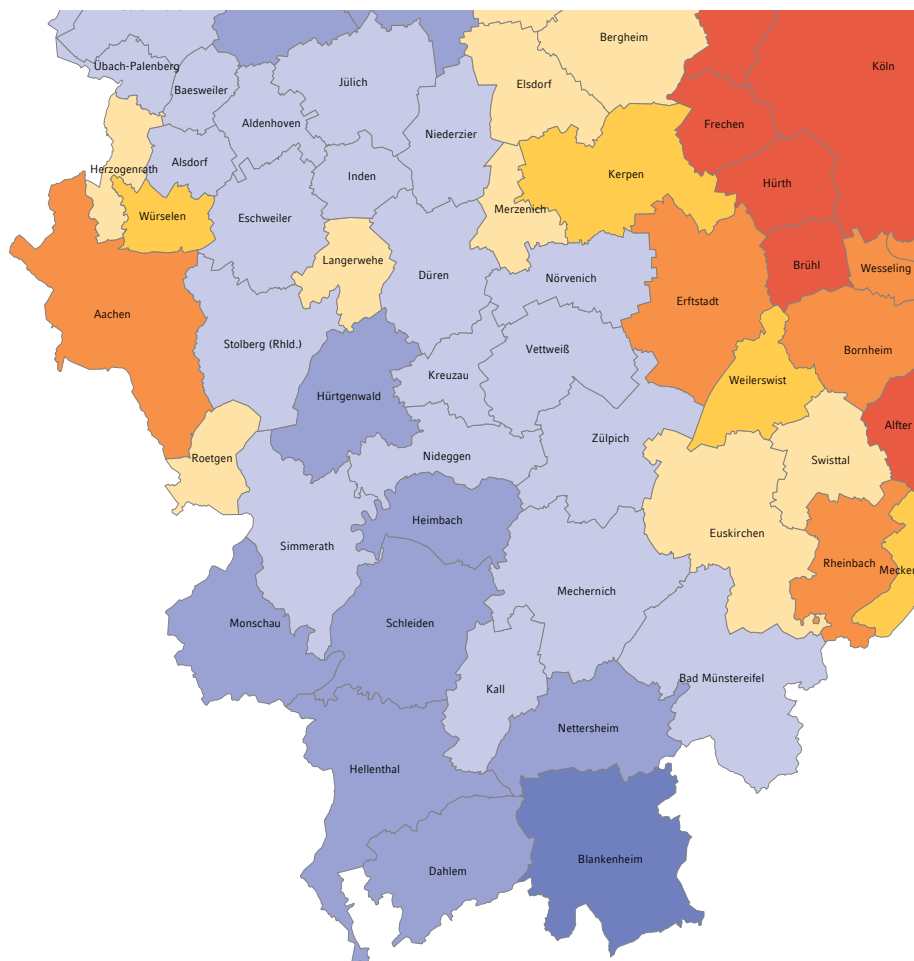 Bergheim
Köln
Übach-Palenberg
Jülich
Elsdorf
Baesweiler
Aldenhoven
Frechen
Niederzier
Alsdorf
Herzogenrath
Inden
Kerpen
Hürth
Würselen
Eschweiler
Merzenich
Langerwehe
Düren
Nörvenich
Brühl
Wesseling
Aachen
Erftstadt
Stolberg (Rhld.)
Vettweiß
Bornheim
Kreuzau
Weilerswist
Hürtgenwald
Alfter
Zülpich
Roetgen
Nideggen
Swisttal
Heimbach
Euskirchen
Simmerath
Rheinbach
Mecken
Mechernich
Monschau
Schleiden
Kall
Bad Münstereifel
Nettersheim
Hellenthal
Blankenheim
Dahlem